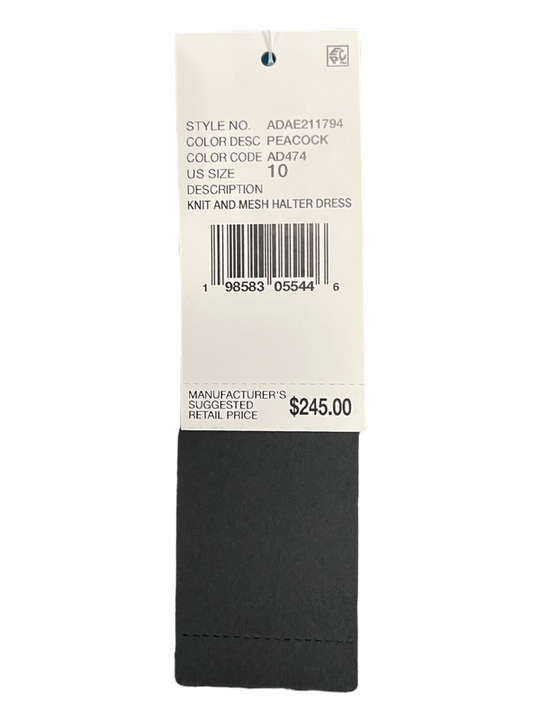 STYLE NO. ADAE211794
COLOR DESC PEACOCK
COLOR CODE AD474
US SIZE 10
DESCRIPTION
KNIT AND MESH HALTER DRESS
1 98583 05544 6
MANUFACTURER'S
SUGGESTED
RETAIL PRICE $245.00